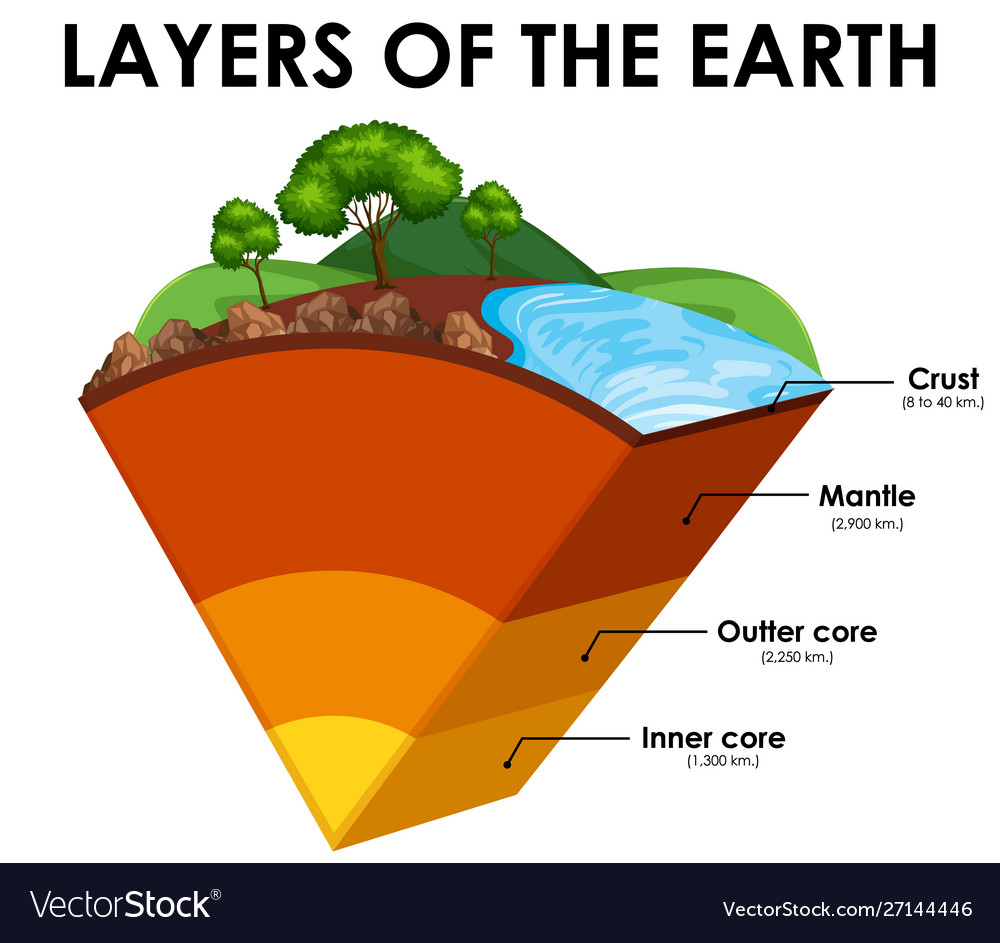 LAYERS OF THE EARTH
Crust
(8 to 40 km.)
Mantle
(2,900 km.)
Outter core
(2,250 km.)
Inner core
(1,300 km.)
VectorStock®
VectorStock.com/27144446